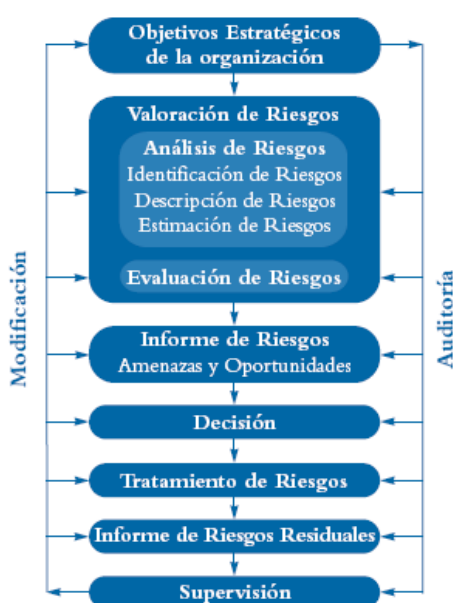 Objetivos Estratégicos
de la organización
Valoración de Riesgos
Análisis de Riesgos
Identificación de Riesgos
Descripción de Riesgos
Estimación de Riesgos
Evaluación de Riesgos
Informe de Riesgos
Amenazas y Oportunidades
Decisión
Tratamiento de Riesgos
Informe de Riesgos Residuales
Supervisión
Modificación
Auditoría